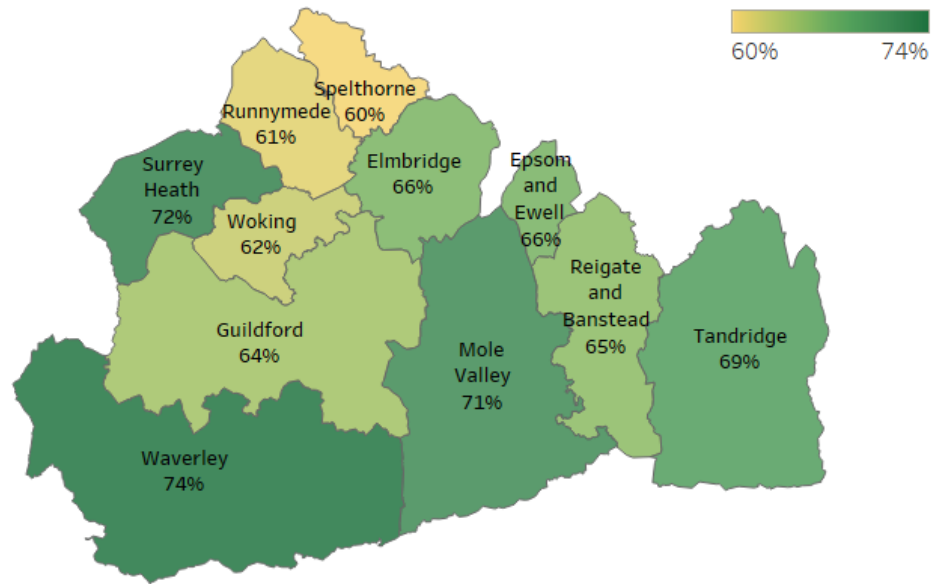 60%
74%
Spelthorne
60%
Runnymede
61%
Elmbridge
66%
Epsom
and
Ewell
66%
Surrey
Heath
72%
Woking
62%
Reigate
and
Banstead
65%
Guildford
64%
Mole
Valley
71%
Tandridge
69%
Waverley
74%